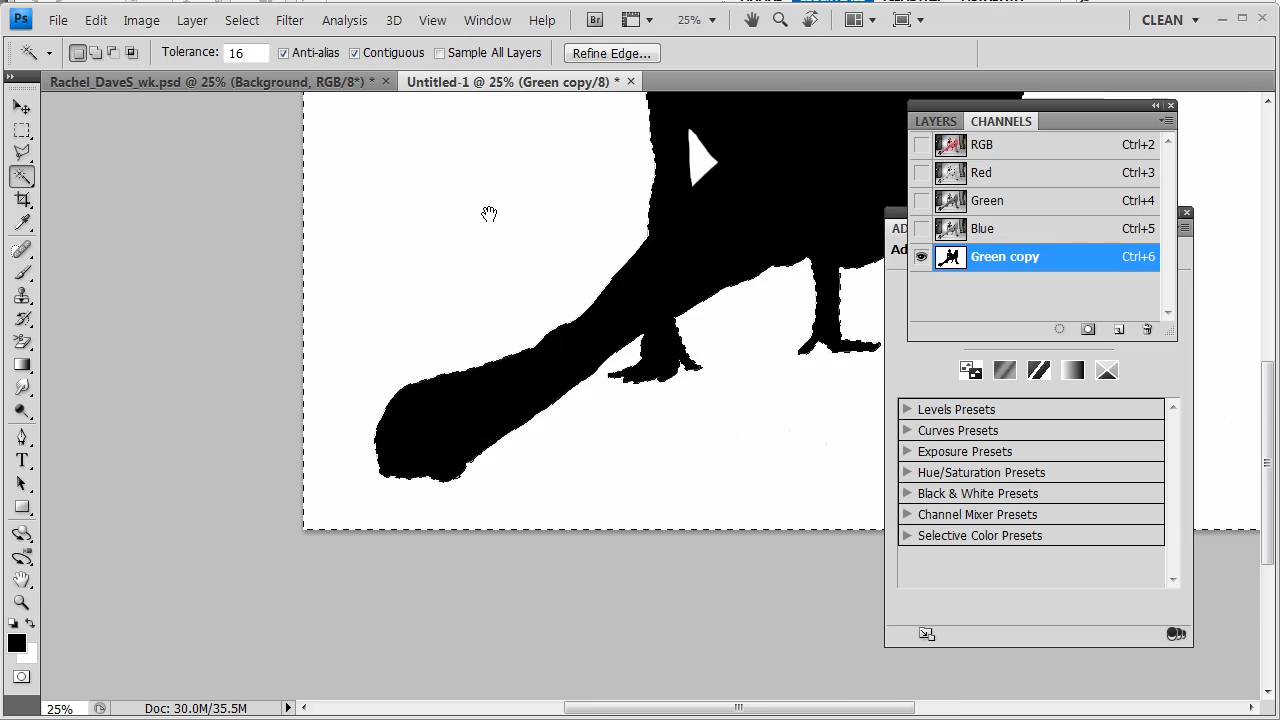 Ps File Edit Image Layer Select Filter Analysis 3D View Window Help Br 25% CLEAN
Tolerance: 16 Anti-alias Contiguous Sample All Layers Refine Edge...
Rachel_DaveS_wk.psd @ 25% (Background, RGB/8*) * Untitled-1 @ 25% (Green copy/8) *
LAYERS CHANNELS
RGB Ctrl+2
Red Ctrl+3
Green Ctrl+4
Blue Ctrl+5
AD
Ad
Green copy Ctrl+6
Levels Presets
Curves Presets
Exposure Presets
Hue/Saturation Presets
Black & White Presets
Channel Mixer Presets
Selective Color Presets
T
25% Doc: 30.0M/35.5M